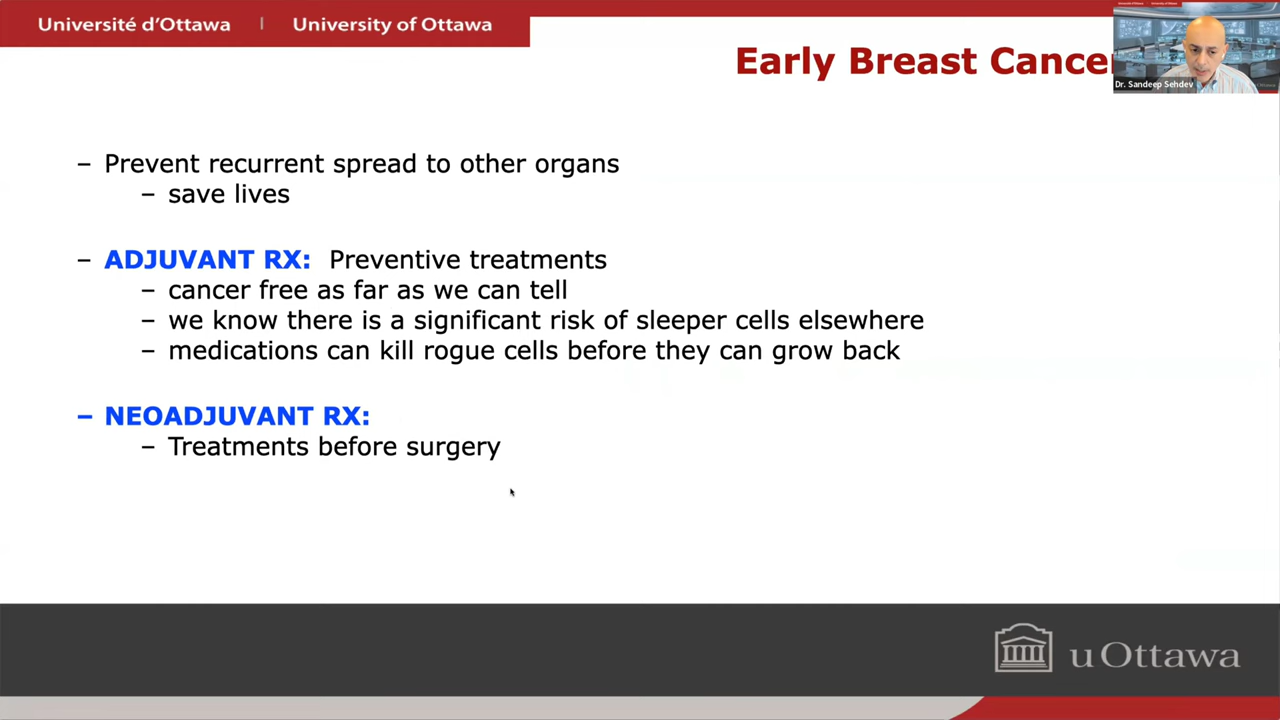 Université d'Ottawa | University of Ottawa
Early Breast Cancer
Dr. Sandeep Sehdev
– Prevent recurrent spread to other organs
– save lives
– ADJUVANT RX: Preventive treatments
– cancer free as far as we can tell
– we know there is a significant risk of sleeper cells elsewhere
– medications can kill rogue cells before they can grow back
– NEOADJUVANT RX:
– Treatments before surgery
uOttawa